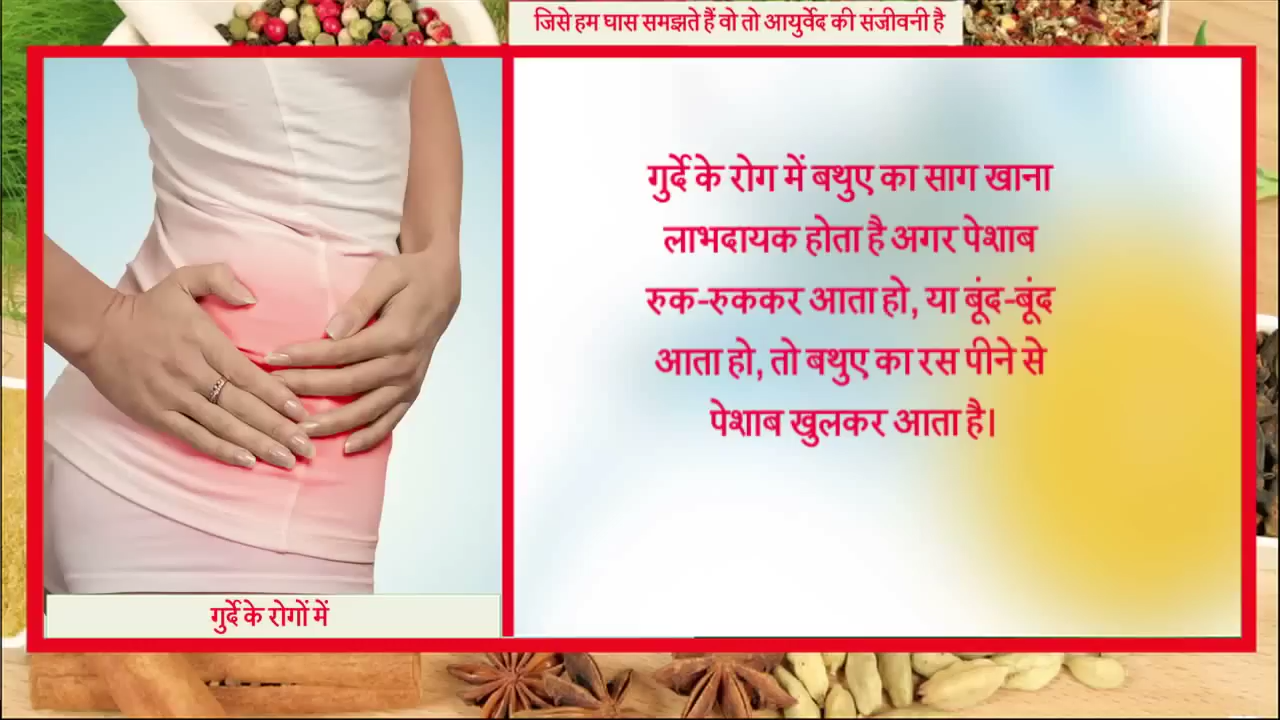 जिसे हम घास समझते हैं वो तो आयुर्वेद की संजीवनी है
गुर्दे के रोग में बथुए का साग खाना
लाभदायक होता है अगर पेशाब
रुक-रुककर आता हो, या बूंद-बूंद
आता हो, तो बथुए का रस पीने से
पेशाब खुलकर आता है।
गुर्दे के रोगों में